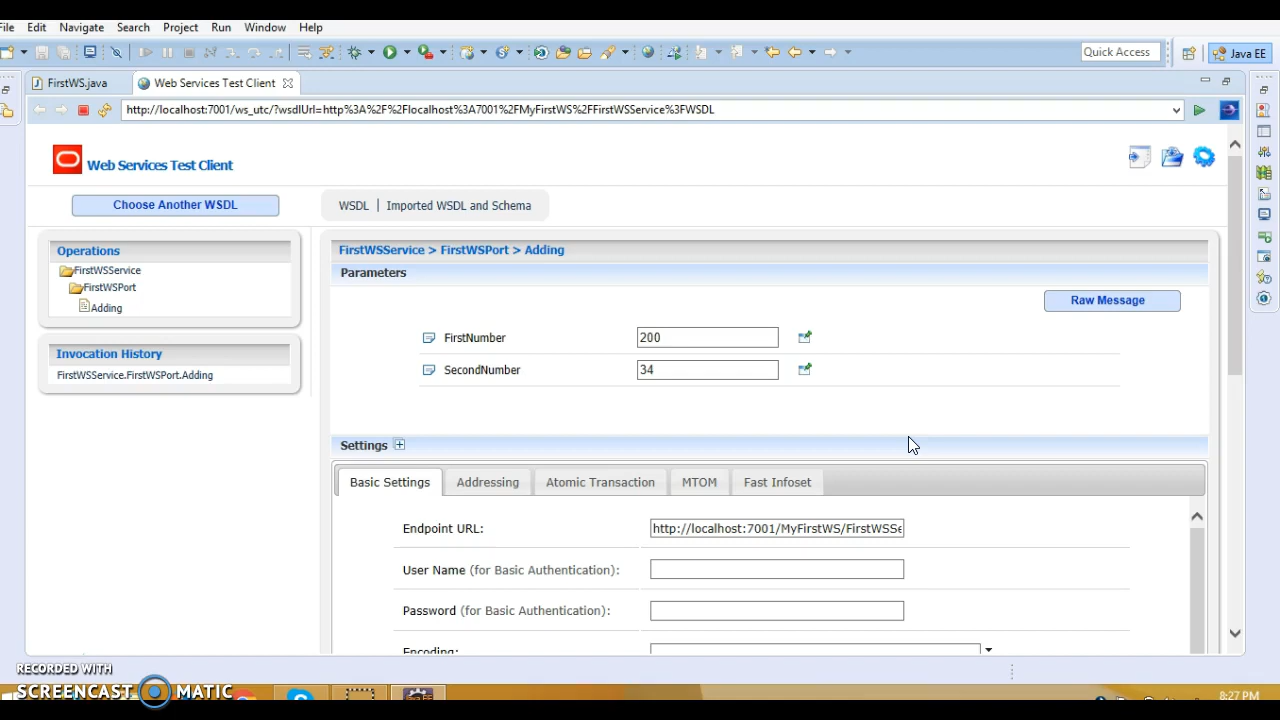 File Edit Navigate Search Project Run Window Help
Quick Access
Java EE
FirstWS.java
Web Services Test Client
http://localhost:7001/ws_utc/?wsdlUrl=http%3A%2F%2Flocalhost%3A7001%2FMyFirstWS%2FFirstWSService%3FWSDL
Web Services Test Client
Choose Another WSDL
WSDL | Imported WSDL and Schema
Operations
FirstWSService
FirstWSPort
Adding
Invocation History
FirstWSService.FirstWSPort.Adding
FirstWSService > FirstWSPort > Adding
Parameters
Raw Message
FirstNumber 200
SecondNumber 34
Settings
Basic Settings Addressing Atomic Transaction MTOM Fast Infoset
Endpoint URL: http://localhost:7001/MyFirstWS/FirstWSSe
User Name (for Basic Authentication):
Password (for Basic Authentication):
Encoding:
RECORDED WITH
SCREENCAST MATIC
8:27 PM